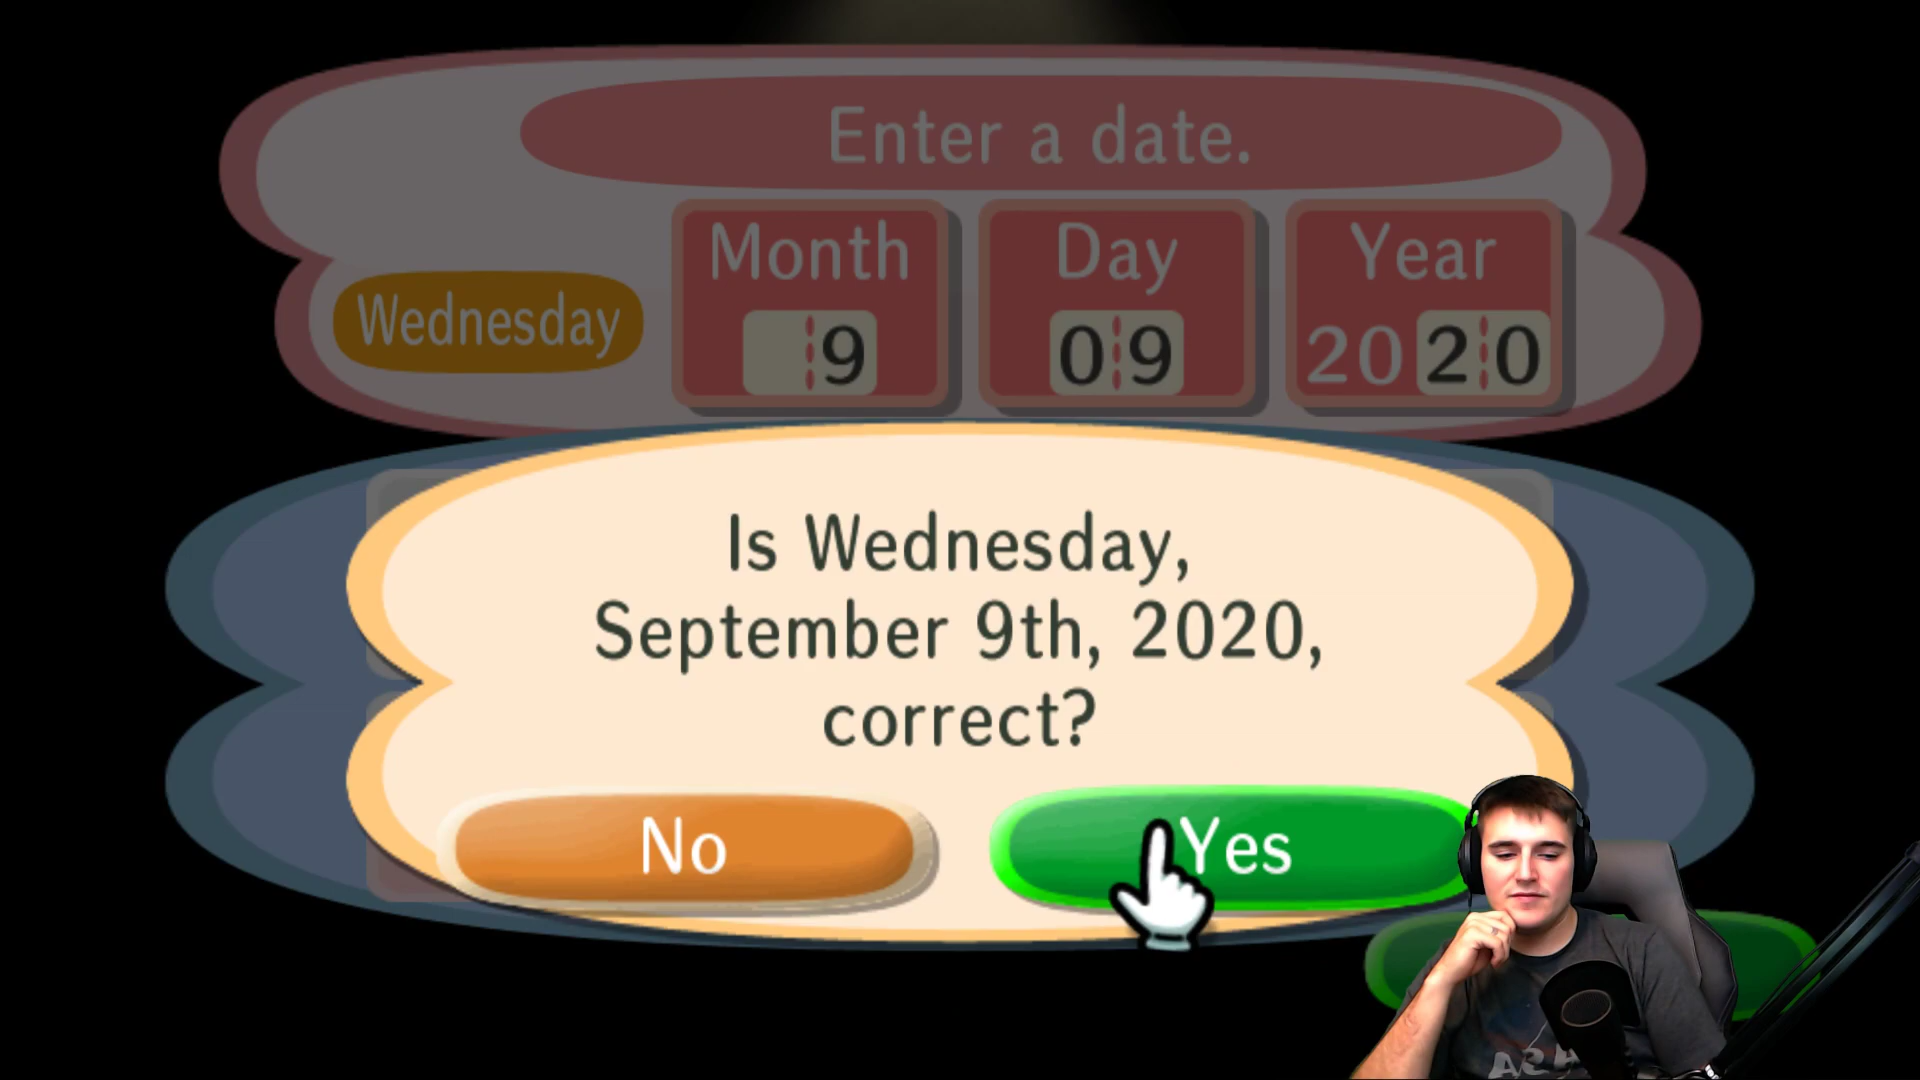 Enter a date.
Month
Day
Year
Wednesday
9
09
2020
Is Wednesday,
September 9th, 2020,
correct?
No
Yes